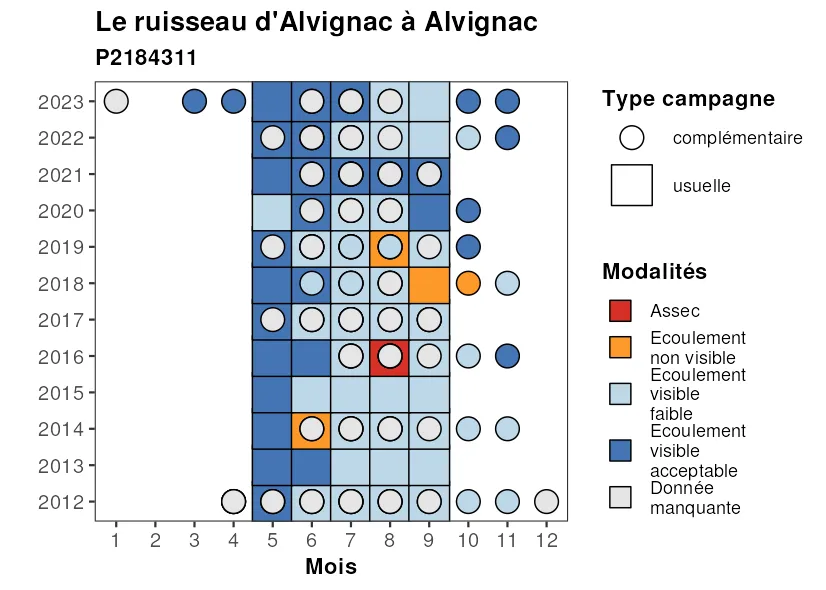 Le ruisseau d'Alvignac à Alvignac
P2184311
2023
2022
2021
2020
2019
2018
2017
2016
2015
2014
2013
2012
1 2 3 4 5 6 7 8 9 10 11 12
Mois
Type campagne
complémentaire
usuelle
Modalités
Assec
Ecoulement
non visible
Ecoulement
visible
faible
Ecoulement
visible
acceptable
Donnée
manquante